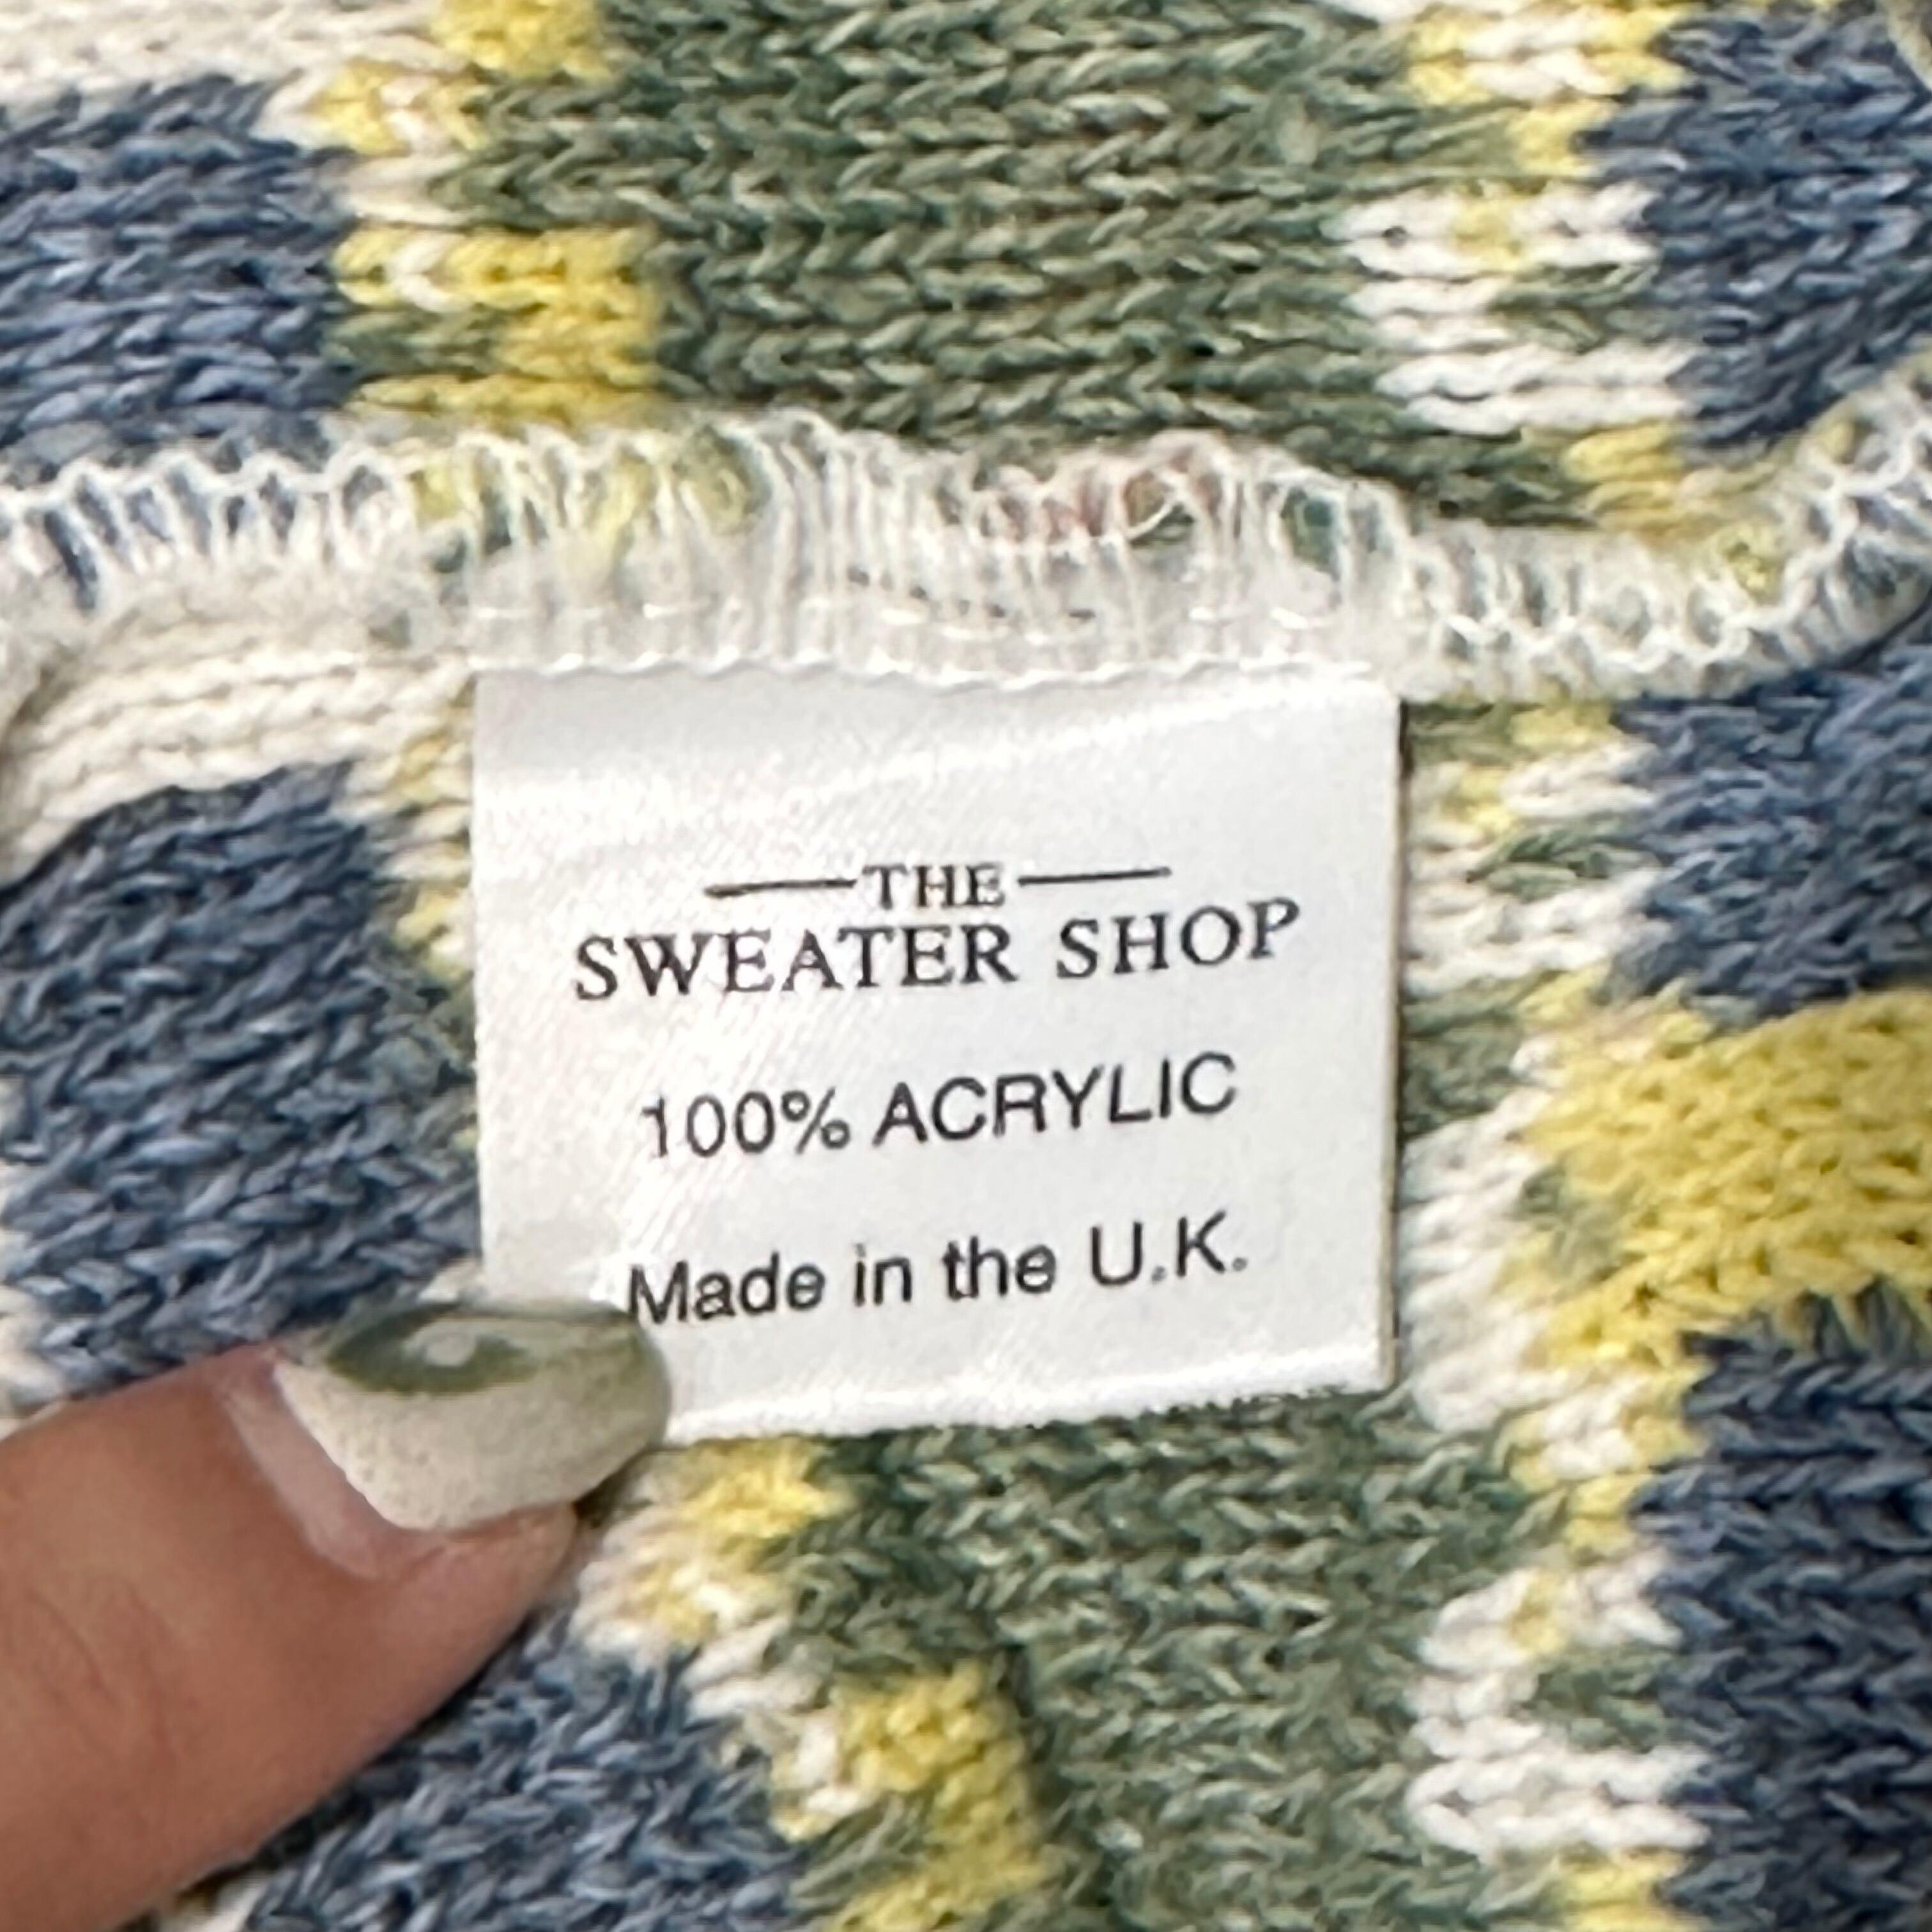 THE
SWEATER SHOP
100% ACRYLIC
Made in the U.K.